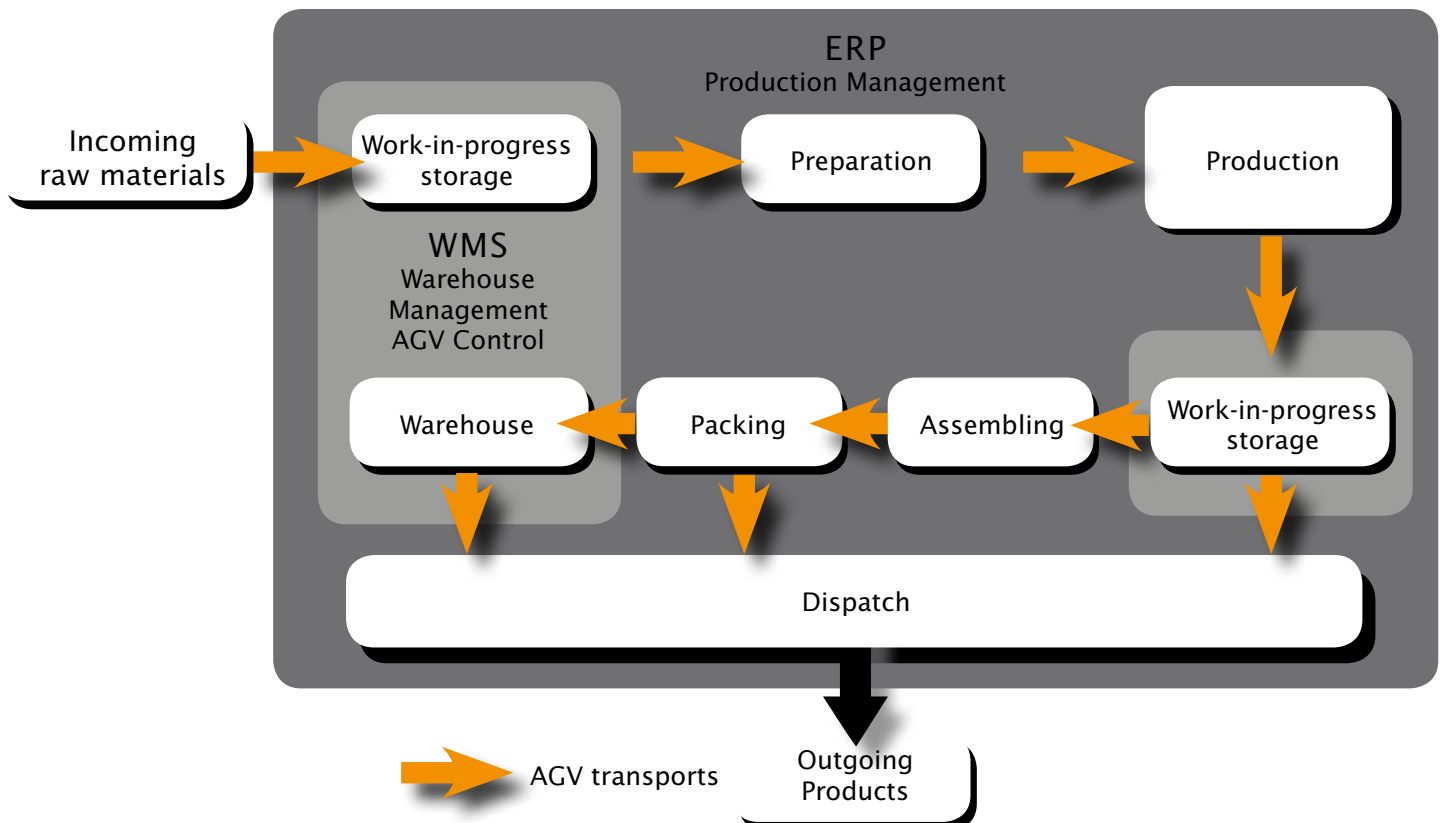 ERP
Production Management
Incoming
raw materials
Work-in-progress
storage
Preparation
Production
WMS
Warehouse
Management
AGV Control
Warehouse
Packing
Assembling
Work-in-progress
storage
Dispatch
AGV transports
Outgoing
Products